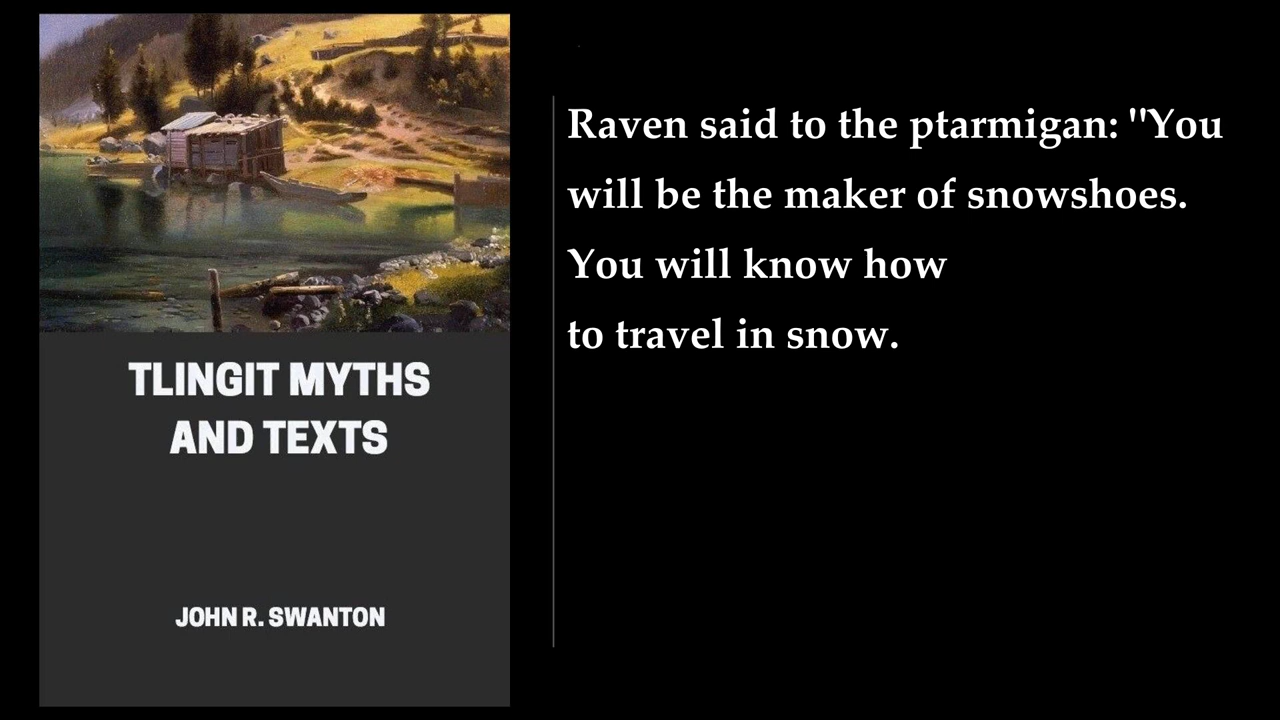 TLINGIT MYTHS
AND TEXTS
JOHN R. SWANTON
Raven said to the ptarmigan: "You
will be the maker of snowshoes.
You will know how
to travel in snow.